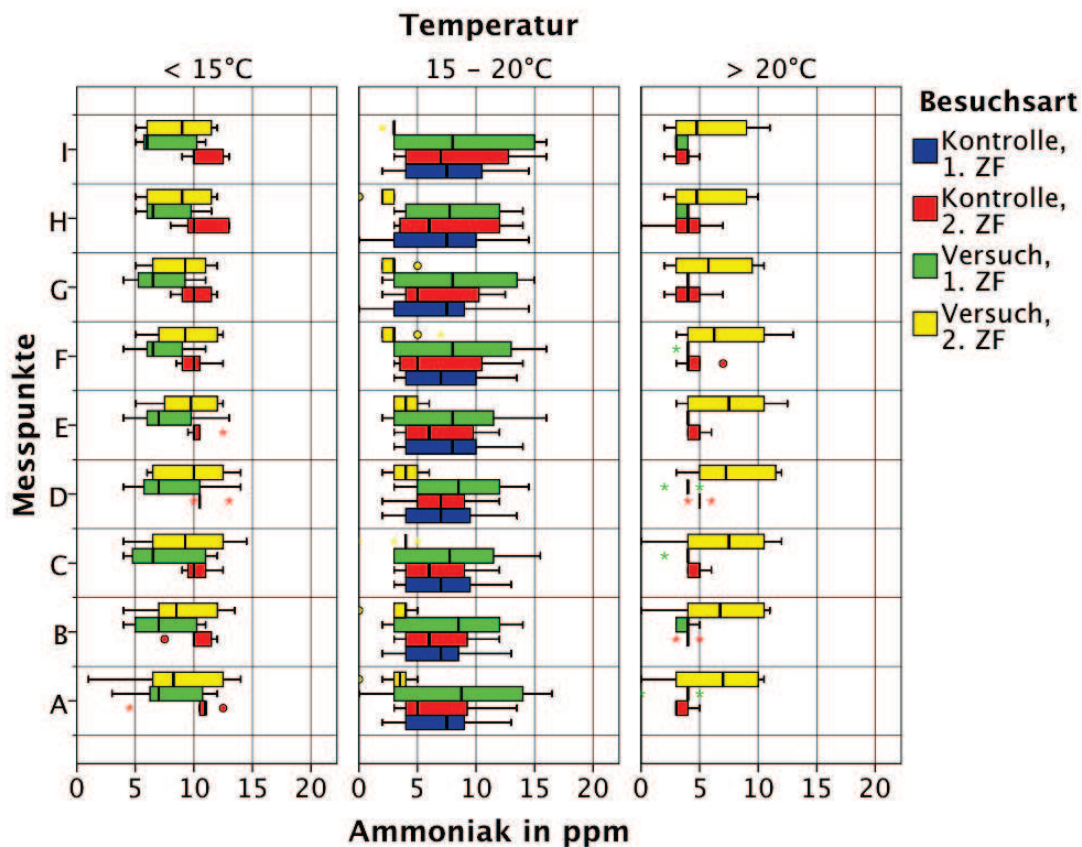 Temperatur
< 15°C
15 – 20°C
> 20°C
Besuchsart
Kontrolle,
1. ZF
Kontrolle,
2. ZF
Versuch,
1. ZF
Versuch,
2. ZF
Messpunkte
I
H
G
F
E
D
C
B
A
0 5 10 15 20 0 5 10 15 20 0 5 10 15 20
Ammoniak in ppm